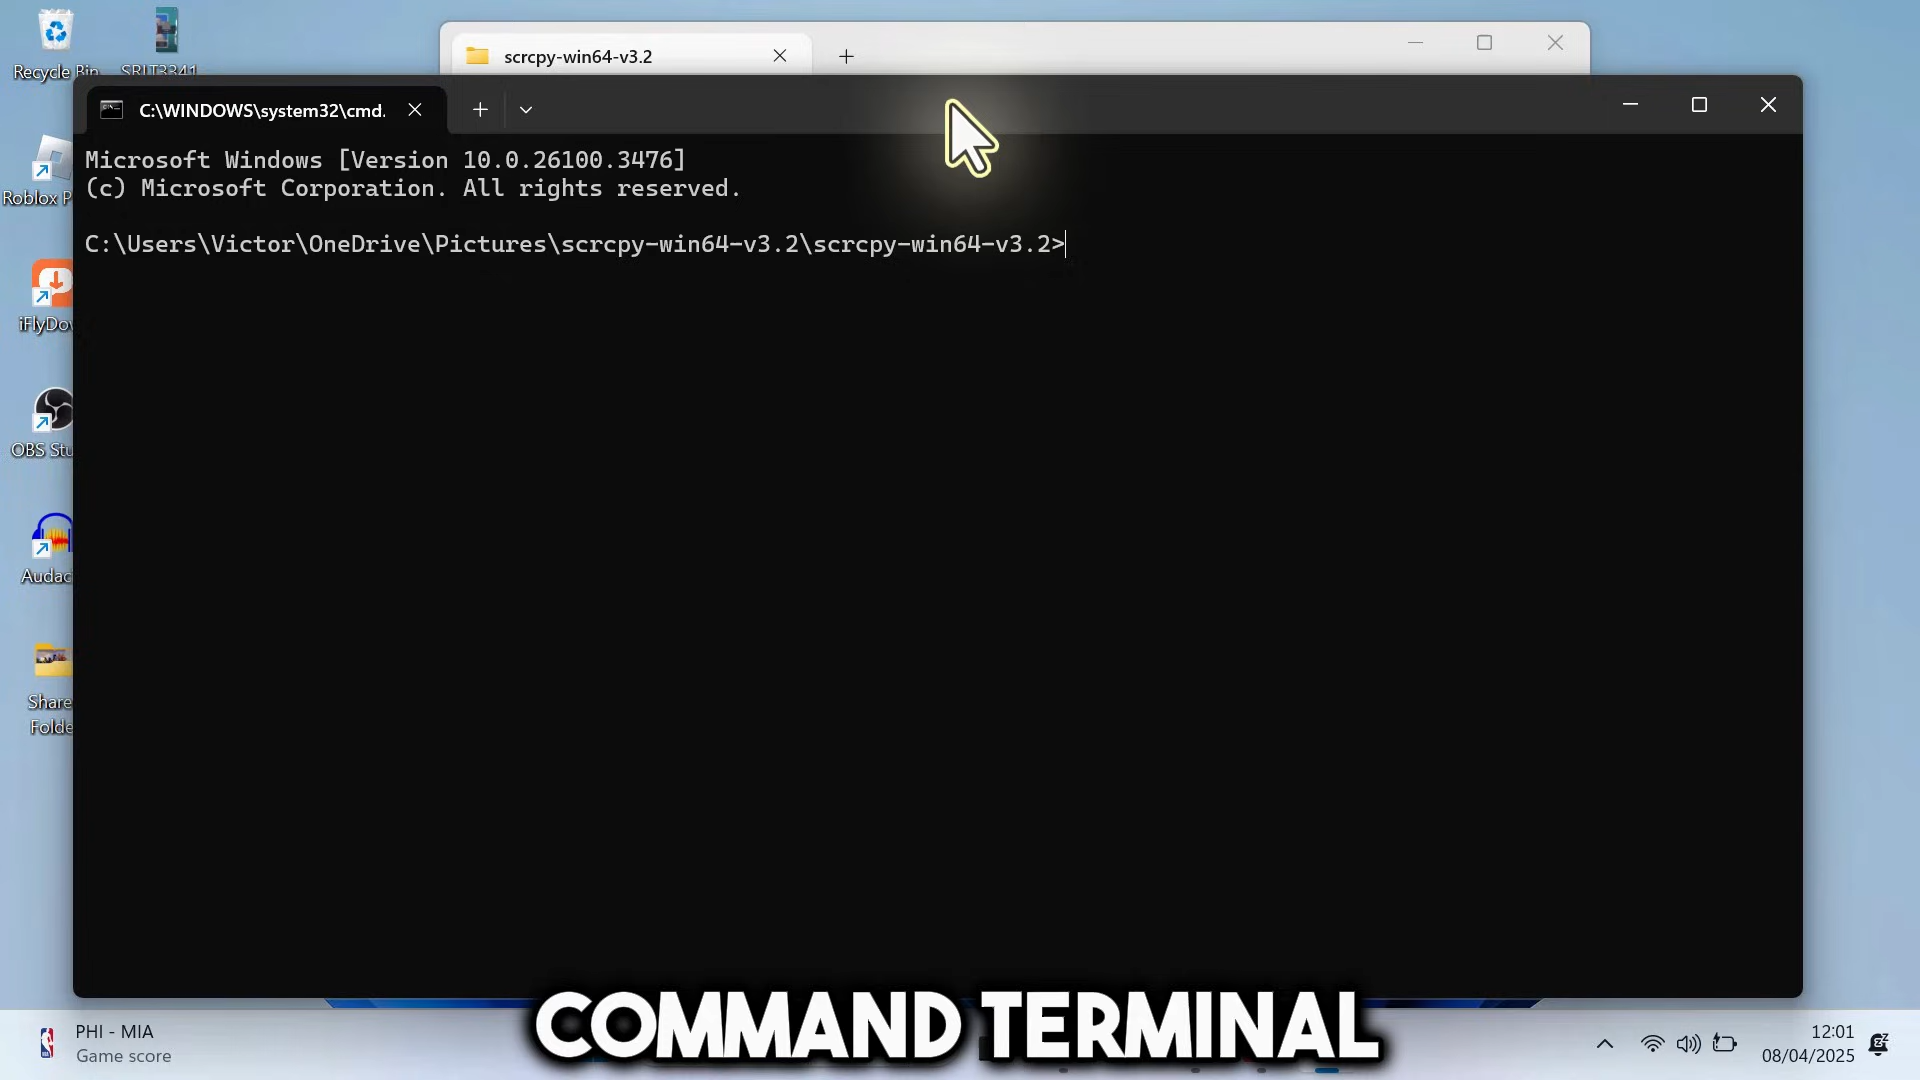 Recycle Bin
SRLT3341
scrcpy-win64-v3.2
C:\WINDOWS\system32\cmd.
Microsoft Windows [Version 10.0.26100.3476]
(c) Microsoft Corporation. All rights reserved.
C:\Users\Victor\OneDrive\Pictures\scrcpy-win64-v3.2\scrcpy-win64-v3.2>
Roblox P
iFlyDo
OBS Stu
Audac
Share
Folde
COMMAND TERMINAL
PHI - MIA
Game score
12:01
08/04/2025